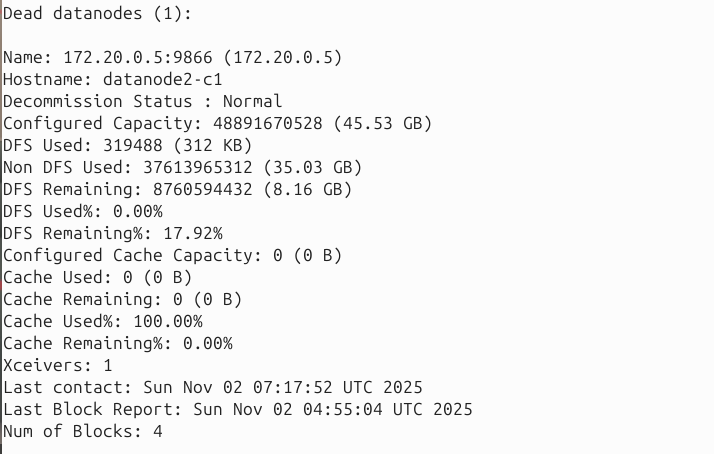 Dead datanodes (1):

Name: 172.20.0.5:9866 (172.20.0.5)
Hostname: datanode2-c1
Decommission Status : Normal
Configured Capacity: 48891670528 (45.53 GB)
DFS Used: 319488 (312 KB)
Non DFS Used: 37613965312 (35.03 GB)
DFS Remaining: 8760594432 (8.16 GB)
DFS Used%: 0.00%
DFS Remaining%: 17.92%
Configured Cache Capacity: 0 (0 B)
Cache Used: 0 (0 B)
Cache Remaining: 0 (0 B)
Cache Used%: 100.00%
Cache Remaining%: 0.00%
Xceivers: 1
Last contact: Sun Nov 02 07:17:52 UTC 2025
Last Block Report: Sun Nov 02 04:55:04 UTC 2025
Num of Blocks: 4